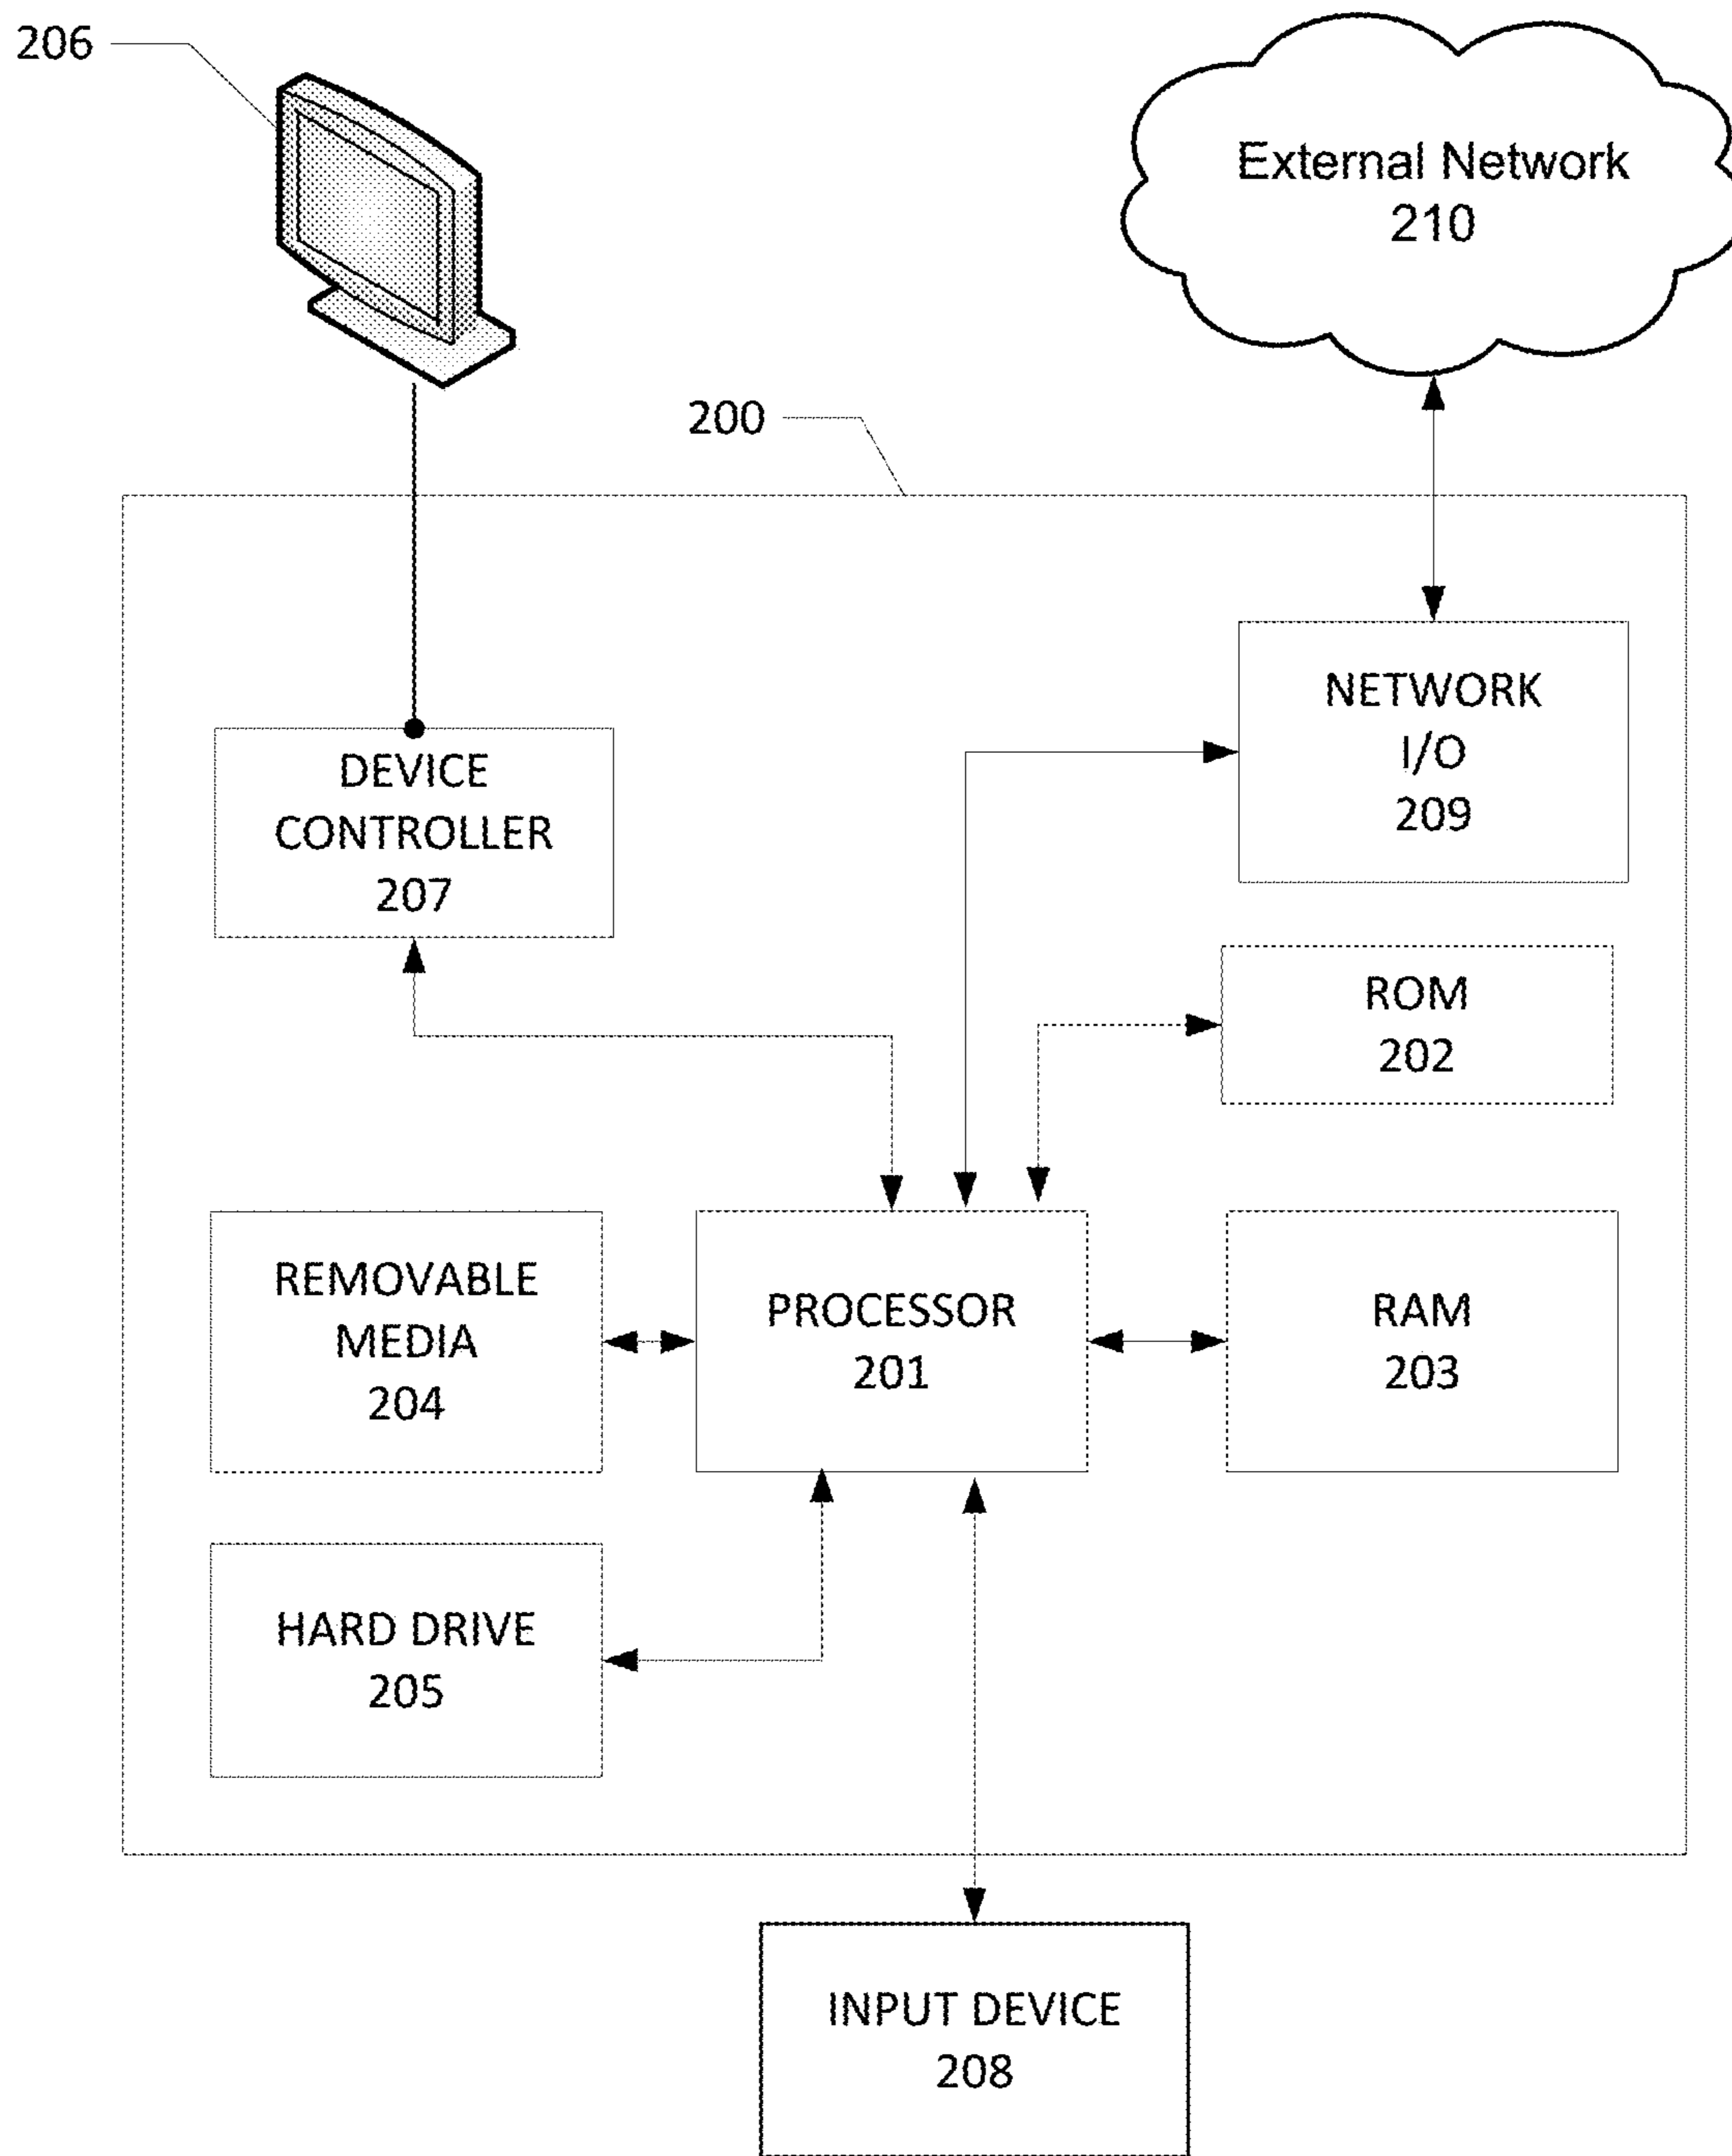 206
External Network
210
200
NETWORK
I/O
209
DEVICE
CONTROLLER
207
ROM
202
REMOVABLE
MEDIA
204
PROCESSOR
201
RAM
203
HARD DRIVE
205
INPUT DEVICE
208